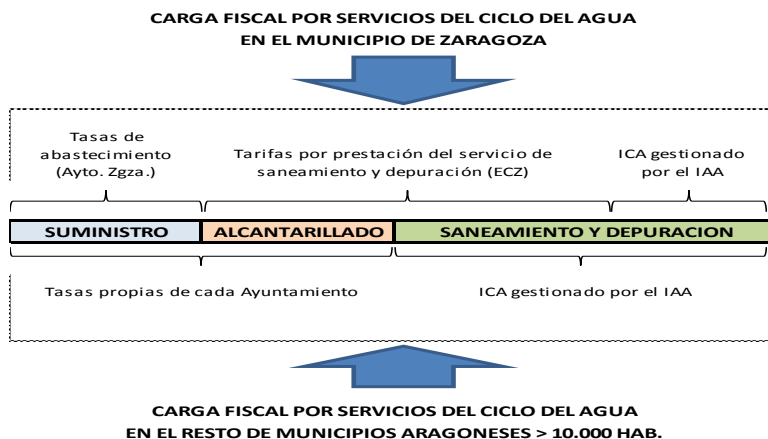 CARGA FISCAL POR SERVICIOS DEL CICLO DEL AGUA
EN EL MUNICIPIO DE ZARAGOZA
Tasas de
abastecimiento
(Ayto. Zgza.)
Tarifas por prestación del servicio de
saneamiento y depuración (ECZ)
ICA gestionado
por el IAA
SUMINISTRO
ALCANTARILLADO
SANEAMIENTO Y DEPURACION
Tasas propias de cada Ayuntamiento
ICA gestionado por el IAA
CARGA FISCAL POR SERVICIOS DEL CICLO DEL AGUA
EN EL RESTO DE MUNICIPIOS ARAGONESES > 10.000 HAB.